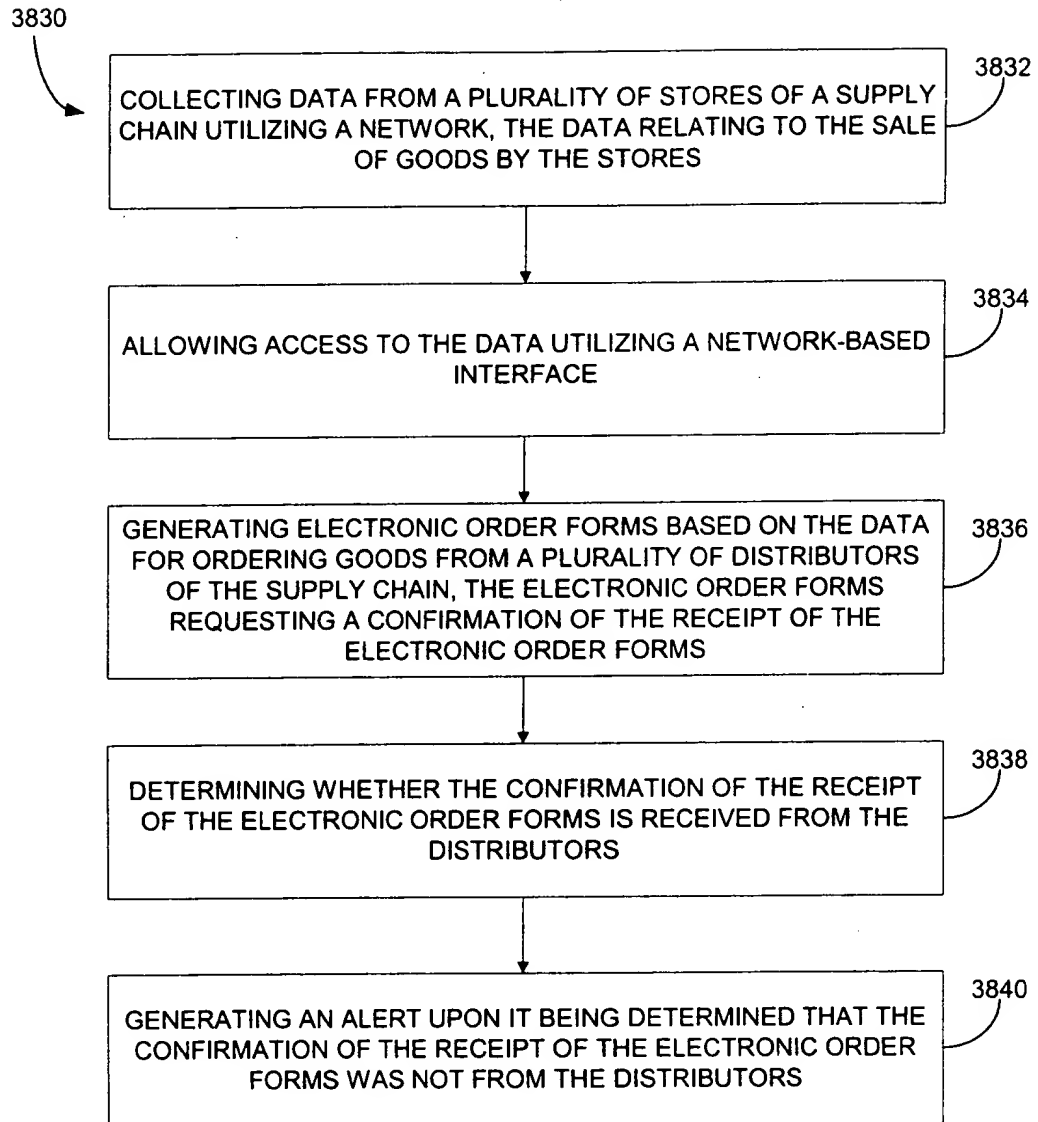 3830
3832
COLLECTING DATA FROM A PLURALITY OF STORES OF A SUPPLY
CHAIN UTILIZING A NETWORK, THE DATA RELATING TO THE SALE
OF GOODS BY THE STORES
3834
ALLOWING ACCESS TO THE DATA UTILIZING A NETWORK-BASED
INTERFACE
3836
GENERATING ELECTRONIC ORDER FORMS BASED ON THE DATA
FOR ORDERING GOODS FROM A PLURALITY OF DISTRIBUTORS
OF THE SUPPLY CHAIN, THE ELECTRONIC ORDER FORMS
REQUESTING A CONFIRMATION OF THE RECEIPT OF THE
ELECTRONIC ORDER FORMS
3838
DETERMINING WHETHER THE CONFIRMATION OF THE RECEIPT
OF THE ELECTRONIC ORDER FORMS IS RECEIVED FROM THE
DISTRIBUTORS
3840
GENERATING AN ALERT UPON IT BEING DETERMINED THAT THE
CONFIRMATION OF THE RECEIPT OF THE ELECTRONIC ORDER
FORMS WAS NOT FROM THE DISTRIBUTORS